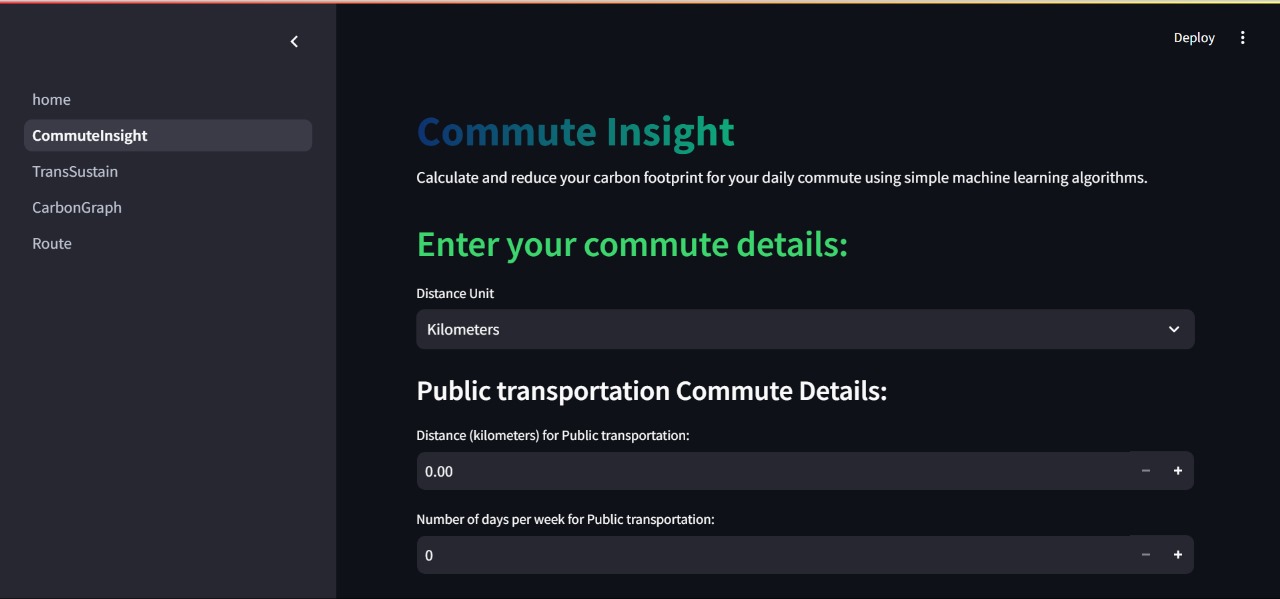 Deploy
home
CommuteInsight
TransSustain
CarbonGraph
Route
Commute Insight
Calculate and reduce your carbon footprint for your daily commute using simple machine learning algorithms.
Enter your commute details:
Distance Unit
Kilometers
Public transportation Commute Details:
Distance (kilometers) for Public transportation:
0.00
Number of days per week for Public transportation:
0